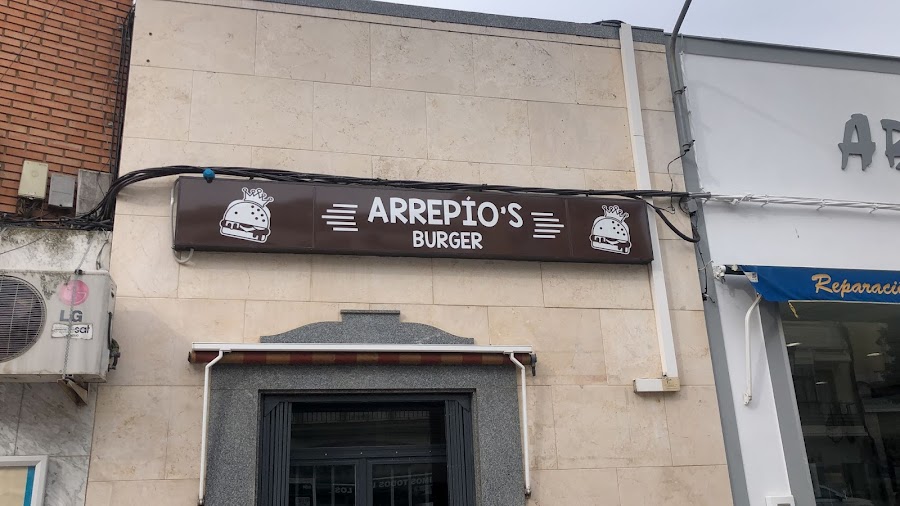 ARREPÍO'S
BURGER
LG
Reparaci